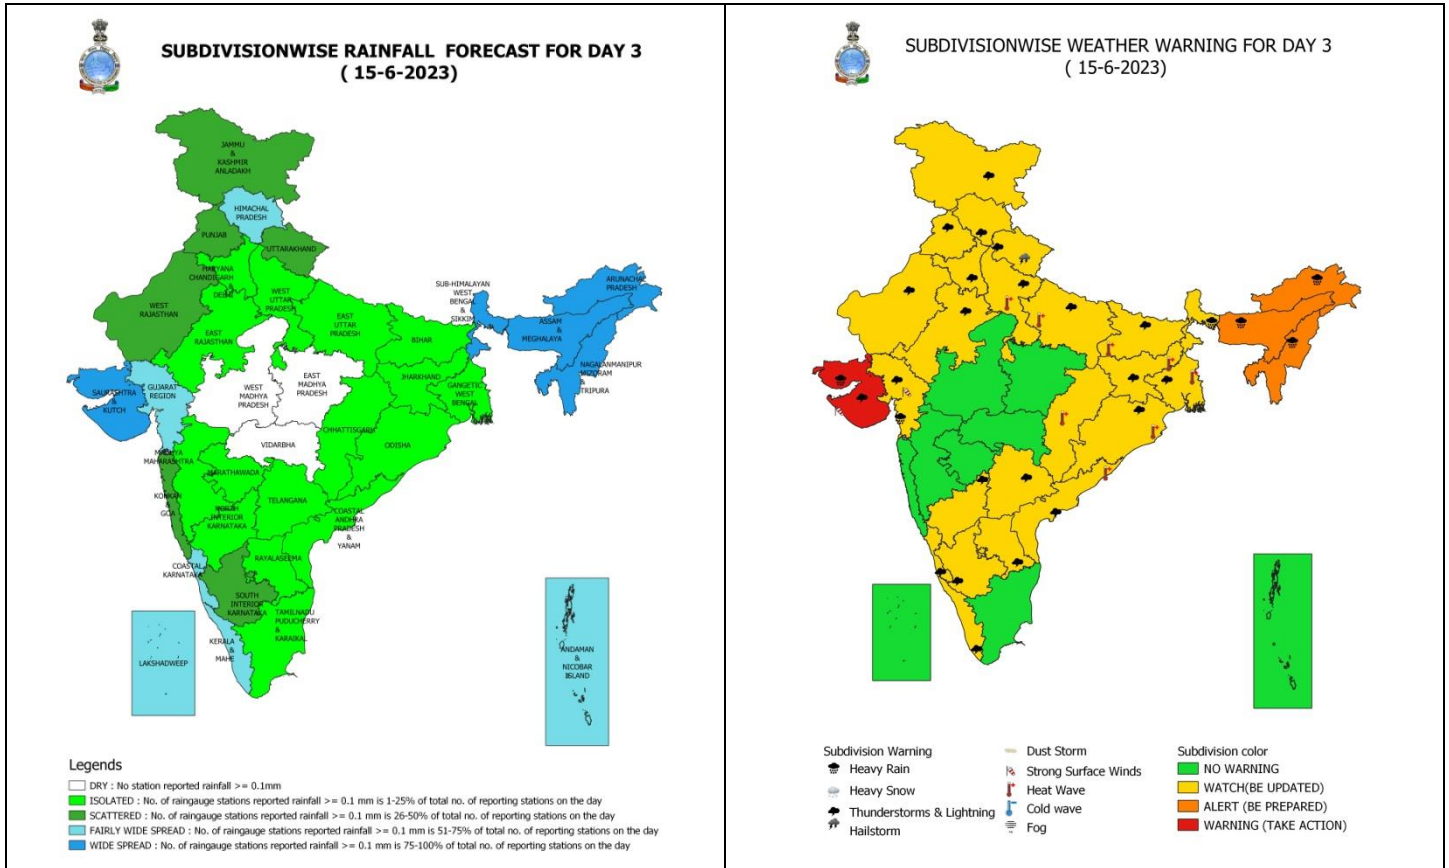 SUBDIVISIONWISE RAINFALL FORECAST FOR DAY 3
( 15-6-2023)
JAMMU
&
KASHMIR
ANLADAKH
HIMACHAL
PRADESH
PUNJAB
UTTARAKHAND
HARYANA
CHANDIGARH
&
DELHI
WEST
UTTAR
PRADESH
WEST
RAJASTHAN
EAST
RAJASTHAN
EAST
UTTAR
PRADESH
SUB-HIMALAYAN
WEST
BENGAL
&
SIKKIM
ARUNACHAL
PRADESH
ASSAM
&
MEGHALAYA
NAGALANMANIPUR
MIZORAM
&
TRIPURA
BIHAR
JHARKHAND
GANGETIC
WEST
BENGAL
GUJARAT
REGION
SAURASHTRA
&
KUTCH
WEST
MADHYA
PRADESH
EAST
MADHYA
PRADESH
CHHATTISGARH
ODISHA
VIDARBHA
MADHYA
MAHARASHTRA
MARATHAWADA
KONKAN
&
GOA
TELANGANA
NORTH
INTERIOR
KARNATAKA
COASTAL
ANDHRA
PRADESH
&
YANAM
RAYALASEEMA
COASTAL
KARNATAKA
SOUTH
INTERIOR
KARNATAKA
TAMILNADU
PUDUCHERRY
&
KARAIKAL
KERALA
&
MAHE
LAKSHADWEEP
ANDAMAN
&
NICOBAR
ISLAND
Legends
DRY : No station reported rainfall >= 0.1mm
ISOLATED : No. of raingauge stations reported rainfall >= 0.1 mm is 1-25% of total no. of reporting stations on the day
SCATTERED : No. of raingauge stations reported rainfall >= 0.1 mm is 26-50% of total no. of reporting stations on the day
FAIRLY WIDE SPREAD : No. of raingauge stations reported rainfall >= 0.1 mm is 51-75% of total no. of reporting stations on the day
WIDE SPREAD : No. of raingauge stations reported rainfall >= 0.1 mm is 75-100% of total no. of reporting stations on the day
SUBDIVISIONWISE WEATHER WARNING FOR DAY 3
( 15-6-2023)
Subdivision Warning
Heavy Rain
Heavy Snow
Thunderstorms & Lightning
Hailstorm
Dust Storm
Strong Surface Winds
Heat Wave
Cold wave
Fog
Subdivision color
NO WARNING
WATCH(BE UPDATED)
ALERT (BE PREPARED)
WARNING (TAKE ACTION)